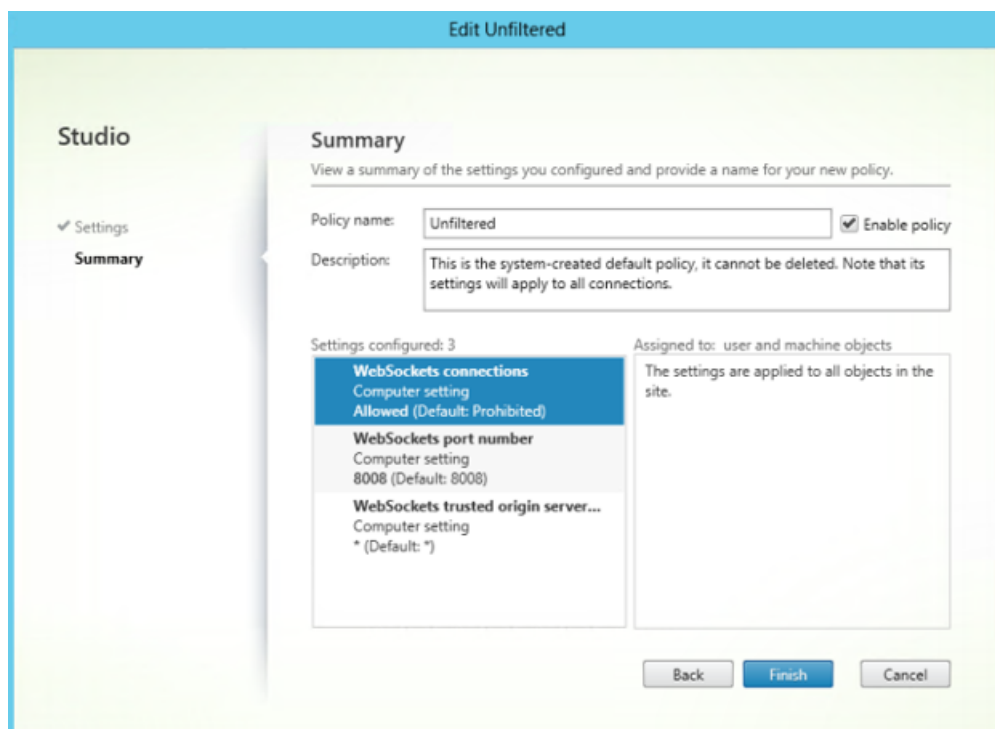 Edit Unfiltered
Studio
Settings
Summary
Summary
View a summary of the settings you configured and provide a name for your new policy.
Policy name:
Unfiltered
Enable policy
Description:
This is the system-created default policy, it cannot be deleted. Note that its
settings will apply to all connections.
Settings configured: 3
WebSockets connections
Computer setting
Allowed (Default: Prohibited)
WebSockets port number
Computer setting
8008 (Default: 8008)
WebSockets trusted origin server...
Computer setting
* (Default: *)
Assigned to: user and machine objects
The settings are applied to all objects in the
site.
Back
Finish
Cancel